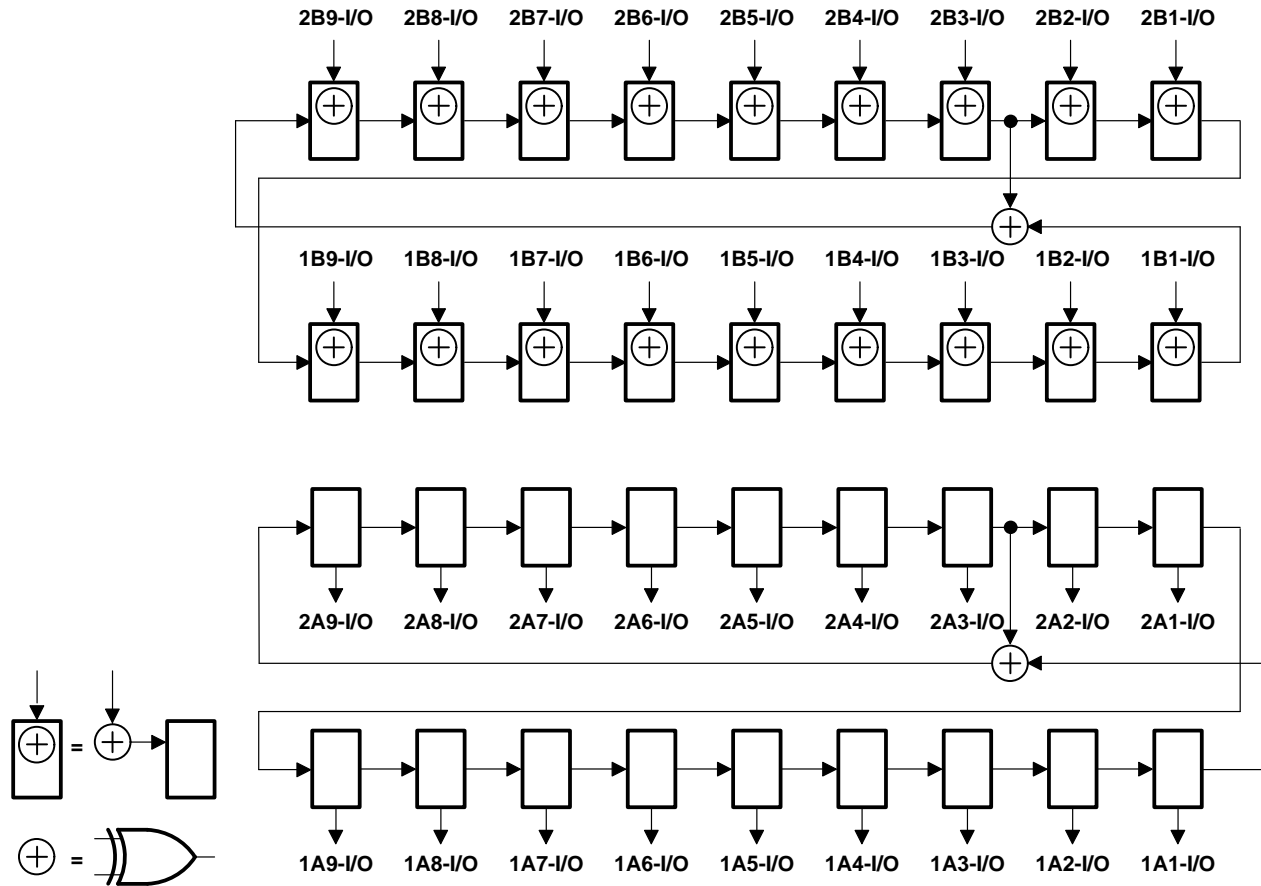 2B9-I/O 2B8-I/O 2B7-I/O 2B6-I/O 2B5-I/O 2B4-I/O 2B3-I/O 2B2-I/O 2B1-I/O
1B9-I/O 1B8-I/O 1B7-I/O 1B6-I/O 1B5-I/O 1B4-I/O 1B3-I/O 1B2-I/O 1B1-I/O
2A9-I/O 2A8-I/O 2A7-I/O 2A6-I/O 2A5-I/O 2A4-I/O 2A3-I/O 2A2-I/O 2A1-I/O
=
=
1A9-I/O 1A8-I/O 1A7-I/O 1A6-I/O 1A5-I/O 1A4-I/O 1A3-I/O 1A2-I/O 1A1-I/O